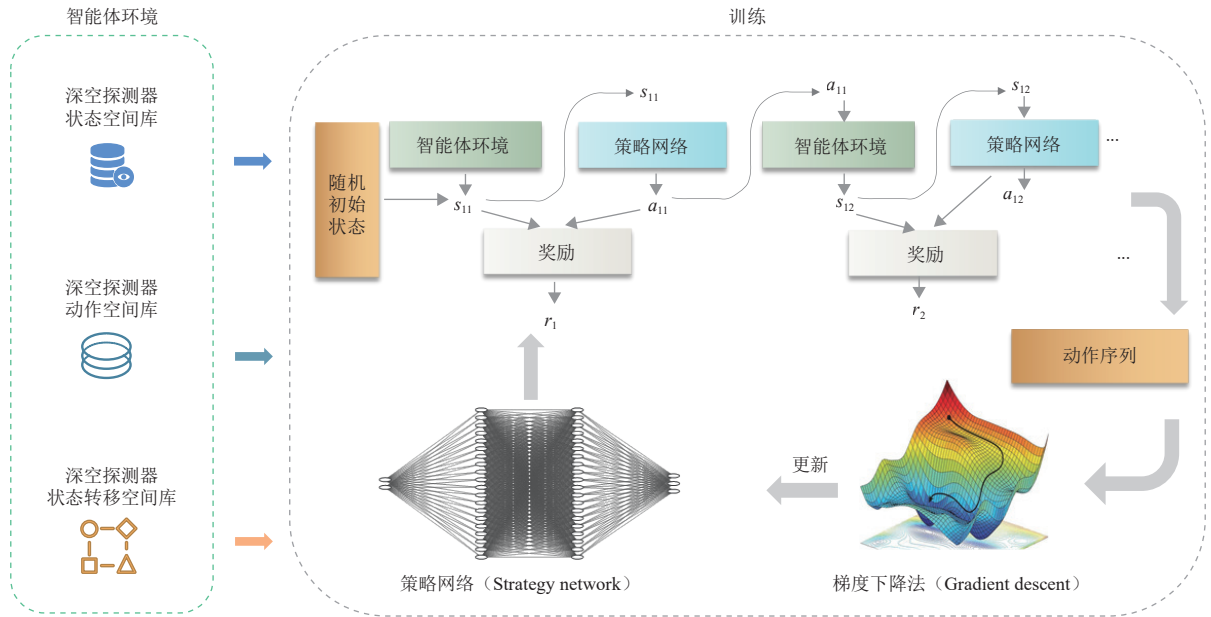 智能体环境
深空探测器
状态空间库
深空探测器
动作空间库
深空探测器
状态转移空间库
训练
随机
初始
状态
智能体环境
s₁₁
s₁₁
策略网络
a₁₁
奖励
r₁
a₁₁
智能体环境
s₁₂
s₁₂
策略网络
a₁₂
...
奖励
r₂
...
动作序列
更新
策略网络（Strategy network）
梯度下降法（Gradient descent）